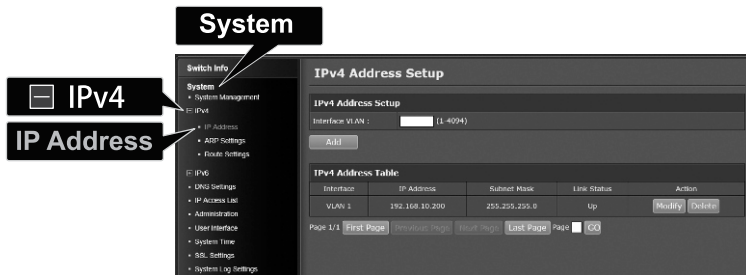 System
IPv4
IP Address
Switch Info
System
System Management
IPv4
IP Address
ARP Settings
Route Settings
IPv6
DNS Settings
IP Access List
Administration
User Interface
System Time
SSL Settings
System Log Settings
IPv4 Address Setup
IPv4 Address Setup
Interface VLAN : (1-4094)
Add
IPv4 Address Table
Interface IP Address Subnet Mask Link Status Action
VLAN 1 192.168.10.200 255.255.255.0 Up Modify Delete
Page 1/1 First Page Previous Page Next Page Last Page Page GO